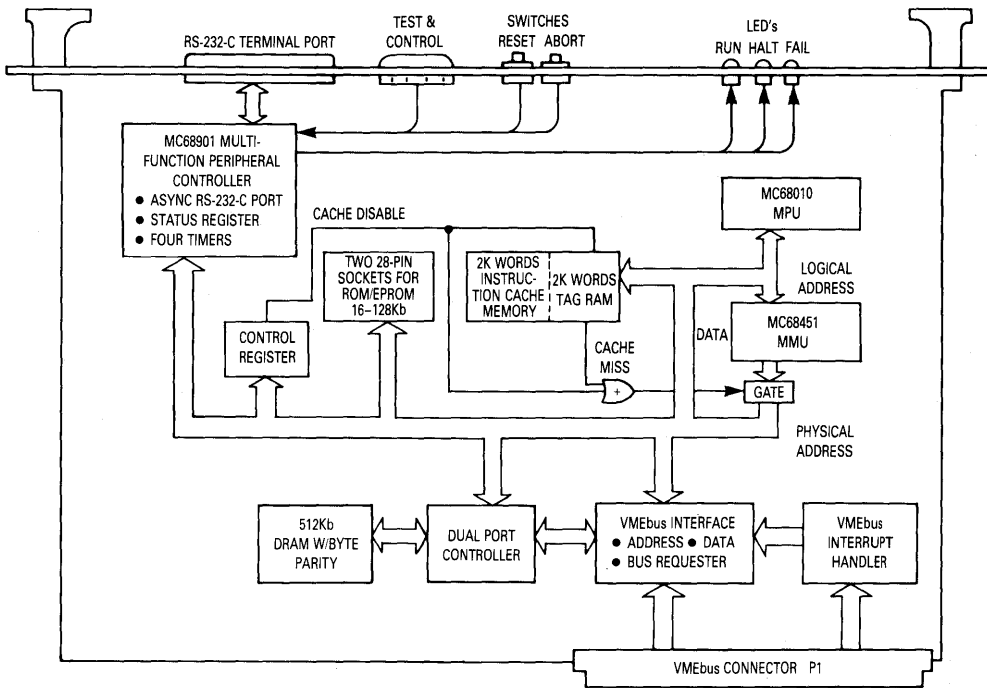 RS-232-C TERMINAL PORT
TEST &
CONTROL
SWITCHES
RESET ABORT
LED's
RUN HALT FAIL
MC68901 MULTI-
FUNCTION PERIPHERAL
CONTROLLER
● ASYNC RS-232-C PORT
● STATUS REGISTER
● FOUR TIMERS
CACHE DISABLE
MC68010
MPU
TWO 28-PIN
SOCKETS FOR
ROM/EPROM
16–128Kb
2K WORDS
INSTRUC-
TION CACHE
MEMORY
2K WORDS
TAG RAM
LOGICAL
ADDRESS
CONTROL
REGISTER
DATA
MC68451
MMU
CACHE
MISS
+
GATE
PHYSICAL
ADDRESS
512Kb
DRAM W/BYTE
PARITY
DUAL PORT
CONTROLLER
VMEbus INTERFACE
● ADDRESS ● DATA
● BUS REQUESTER
VMEbus
INTERRUPT
HANDLER
VMEbus CONNECTOR P1